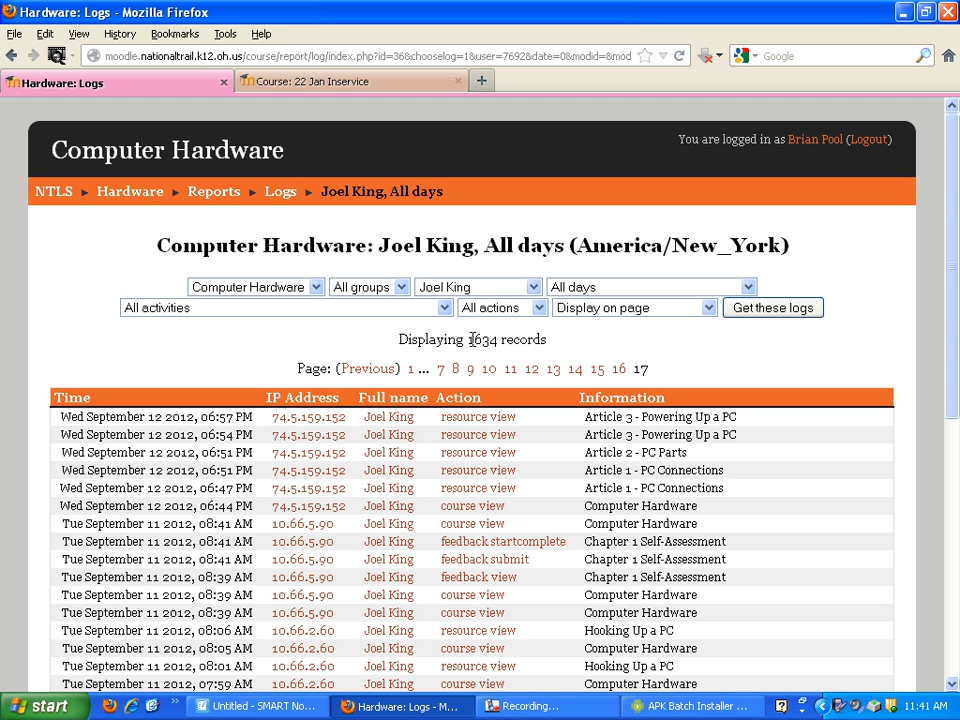 Hardware: Logs - Mozilla Firefox
File Edit View History Bookmarks Tools Help
moodle.nationaltrail.k12.oh.us/course/report/log/index.php?id=36&chooselog=1&user=7692&date=0&modid=&mod
Google
Hardware: Logs × Course: 22 Jan Inservice × +
Computer Hardware
You are logged in as Brian Pool (Logout)
NTLS ► Hardware ► Reports ► Logs ► Joel King, All days
Computer Hardware: Joel King, All days (America/New_York)
Computer Hardware All groups Joel King All days
All activities All actions Display on page Get these logs
Displaying 1634 records
Page: (Previous) 1 ... 7 8 9 10 11 12 13 14 15 16 17
Time IP Address Full name Action Information
Wed September 12 2012, 06:57 PM 74.5.159.152 Joel King resource view Article 3 - Powering Up a PC
Wed September 12 2012, 06:54 PM 74.5.159.152 Joel King resource view Article 3 - Powering Up a PC
Wed September 12 2012, 06:51 PM 74.5.159.152 Joel King resource view Article 2 - PC Parts
Wed September 12 2012, 06:51 PM 74.5.159.152 Joel King resource view Article 1 - PC Connections
Wed September 12 2012, 06:47 PM 74.5.159.152 Joel King resource view Article 1 - PC Connections
Wed September 12 2012, 06:44 PM 74.5.159.152 Joel King course view Computer Hardware
Tue September 11 2012, 08:41 AM 10.66.5.90 Joel King course view Computer Hardware
Tue September 11 2012, 08:41 AM 10.66.5.90 Joel King feedback startcomplete Chapter 1 Self-Assessment
Tue September 11 2012, 08:41 AM 10.66.5.90 Joel King feedback submit Chapter 1 Self-Assessment
Tue September 11 2012, 08:39 AM 10.66.5.90 Joel King feedback view Chapter 1 Self-Assessment
Tue September 11 2012, 08:39 AM 10.66.5.90 Joel King course view Computer Hardware
Tue September 11 2012, 08:39 AM 10.66.5.90 Joel King course view Computer Hardware
Tue September 11 2012, 08:06 AM 10.66.2.60 Joel King resource view Hooking Up a PC
Tue September 11 2012, 08:05 AM 10.66.2.60 Joel King course view Computer Hardware
Tue September 11 2012, 08:01 AM 10.66.2.60 Joel King resource view Hooking Up a PC
Tue September 11 2012, 07:59 AM 10.66.2.60 Joel King course view Computer Hardware
start Untitled - SMART No... Hardware: Logs - M... Recording... APK Batch Installer ... 11:41 AM